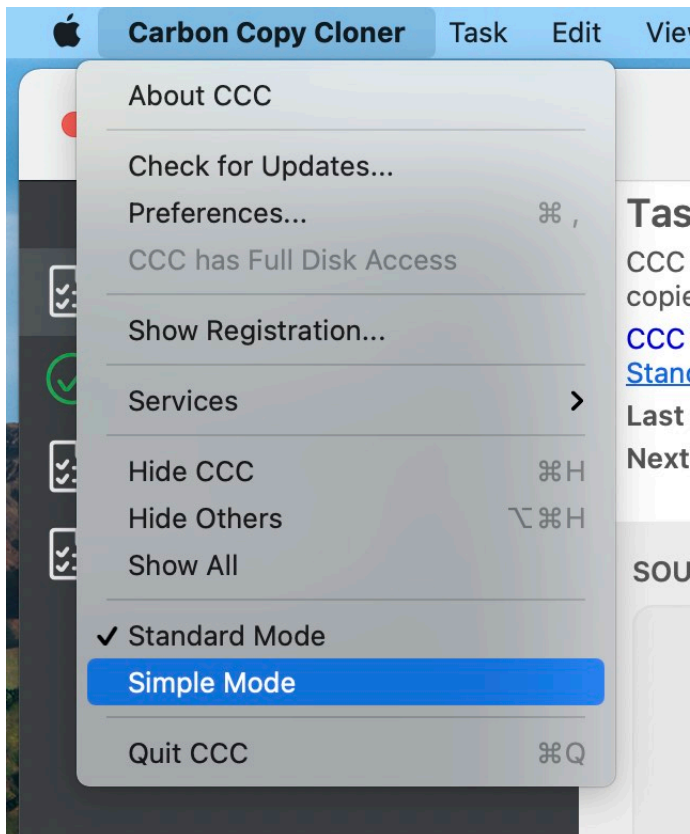 Carbon Copy Cloner Task Edit
About CCC
Check for Updates...
Preferences... ⌘ ,
CCC has Full Disk Access
Show Registration...
Services
Hide CCC ⌘H
Hide Others ⌥⌘H
Show All
✓ Standard Mode
Simple Mode
Quit CCC ⌘Q
CCC
CCC
Last
Next